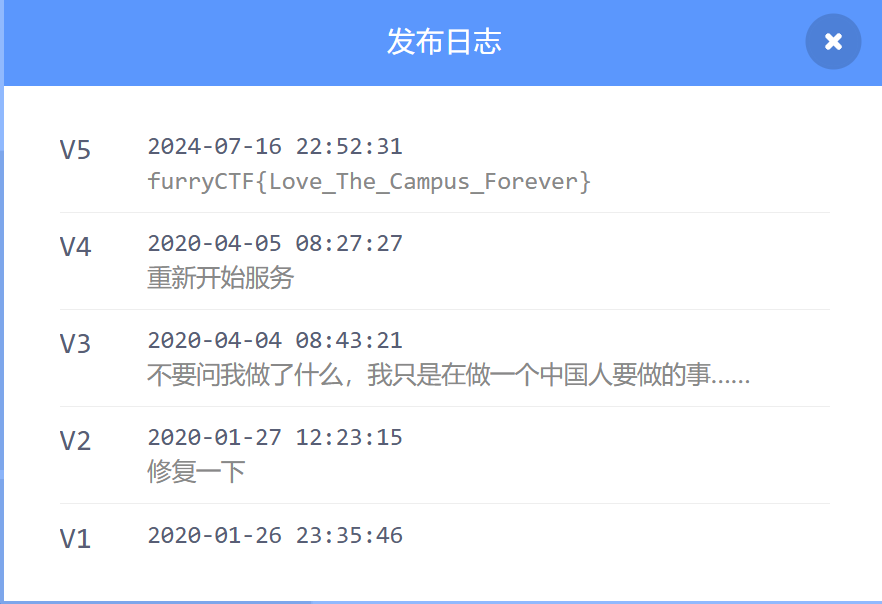 发布日志
V5
2024-07-16 22:52:31
furryCTF{Love_The_Campus_Forever}
V4
2020-04-05 08:27:27
重新开始服务
V3
2020-04-04 08:43:21
不要问我做了什么，我只是在做一个中国人要做的事……
V2
2020-01-27 12:23:15
修复一下
V1
2020-01-26 23:35:46